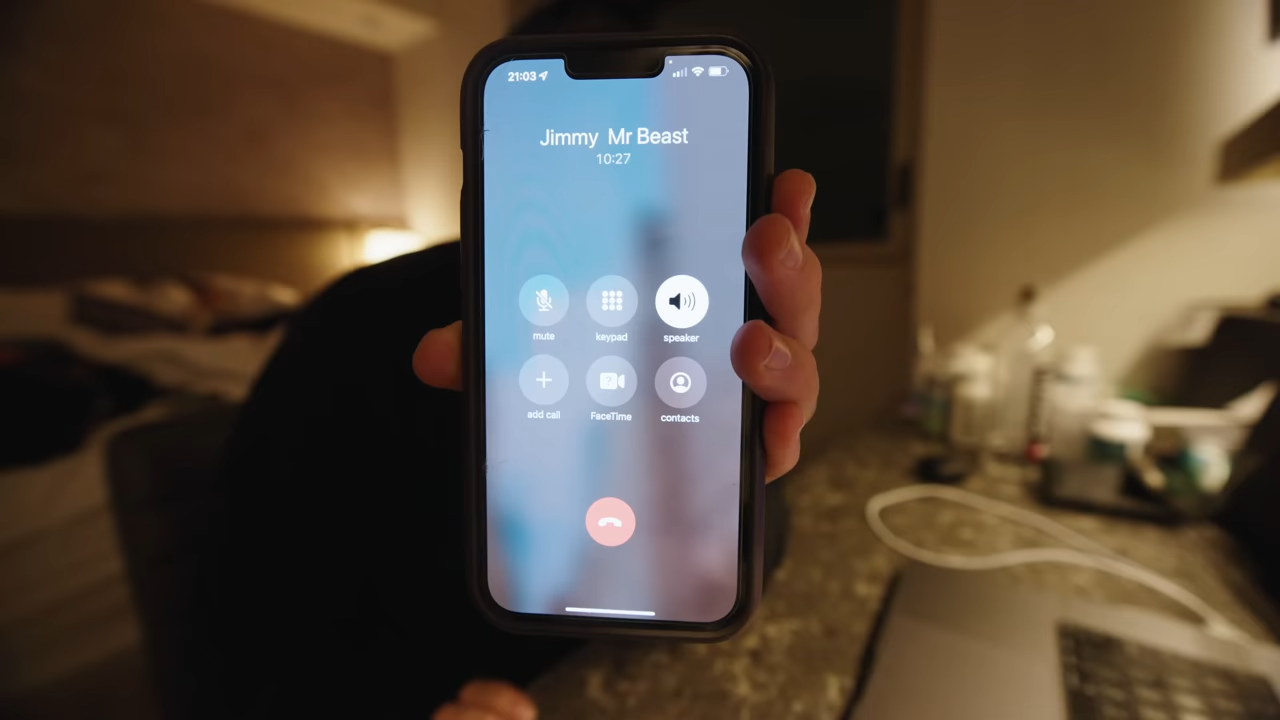 21:03
Jimmy Mr Beast
10:27
mute keypad speaker
add call FaceTime contacts